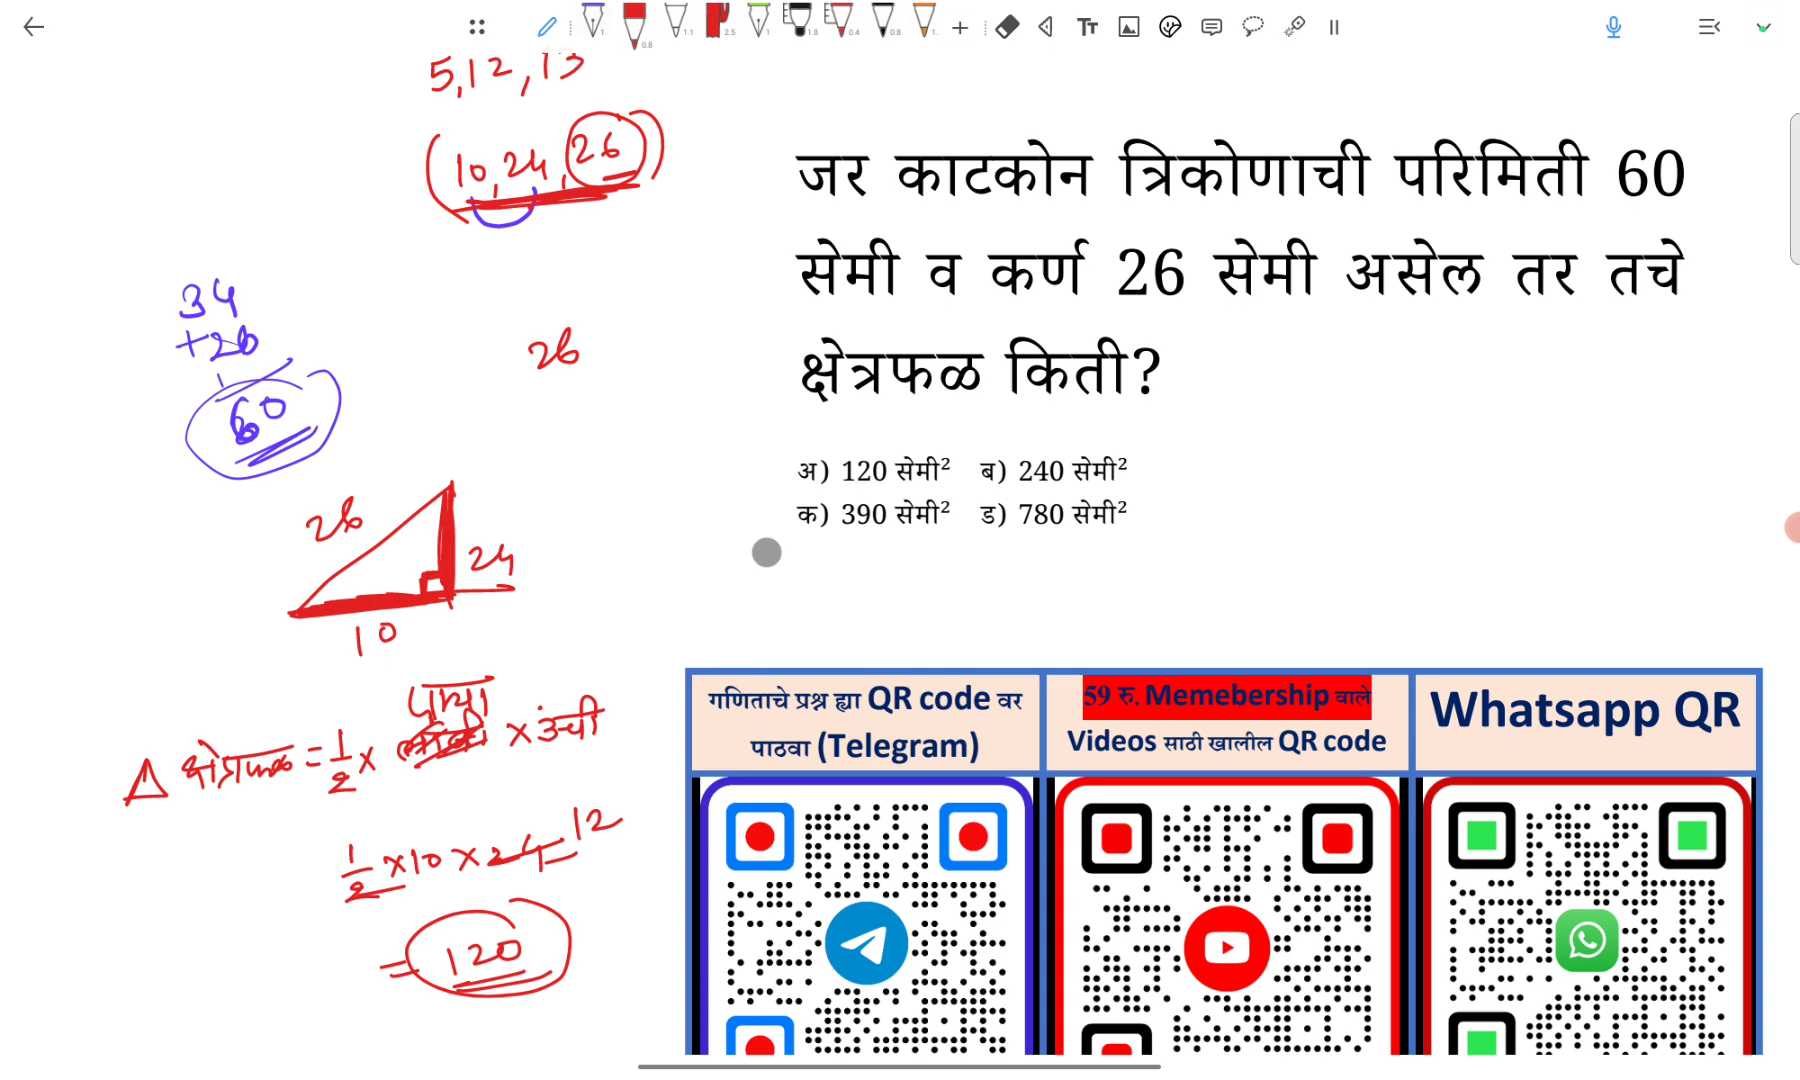 5,12,13
(10,24,26)
34
+26
60
26
26
24
10
Δ क्षेत्रफळ = 1/2 × पाया × उंची
1/2 × 10 × 24 12
= 120
जर काटकोन त्रिकोणाची परिमिती 60
सेमी व कर्ण 26 सेमी असेल तर तचे
क्षेत्रफळ किती?
अ) 120 सेमी² ब) 240 सेमी²
क) 390 सेमी² ड) 780 सेमी²
गणिताचे प्रश्न ह्या QR code वर
पाठवा (Telegram)
59 रु. Memebership वाले
Videos साठी खालील QR code
Whatsapp QR